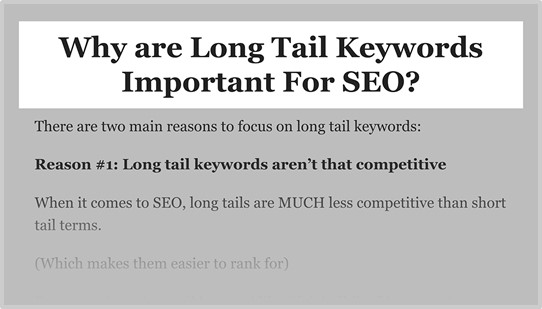 Why are Long Tail Keywords
Important For SEO?
There are two main reasons to focus on long tail keywords:
Reason #1: Long tail keywords aren’t that competitive
When it comes to SEO, long tails are MUCH less competitive than short
tail terms.
(Which makes them easier to rank for)